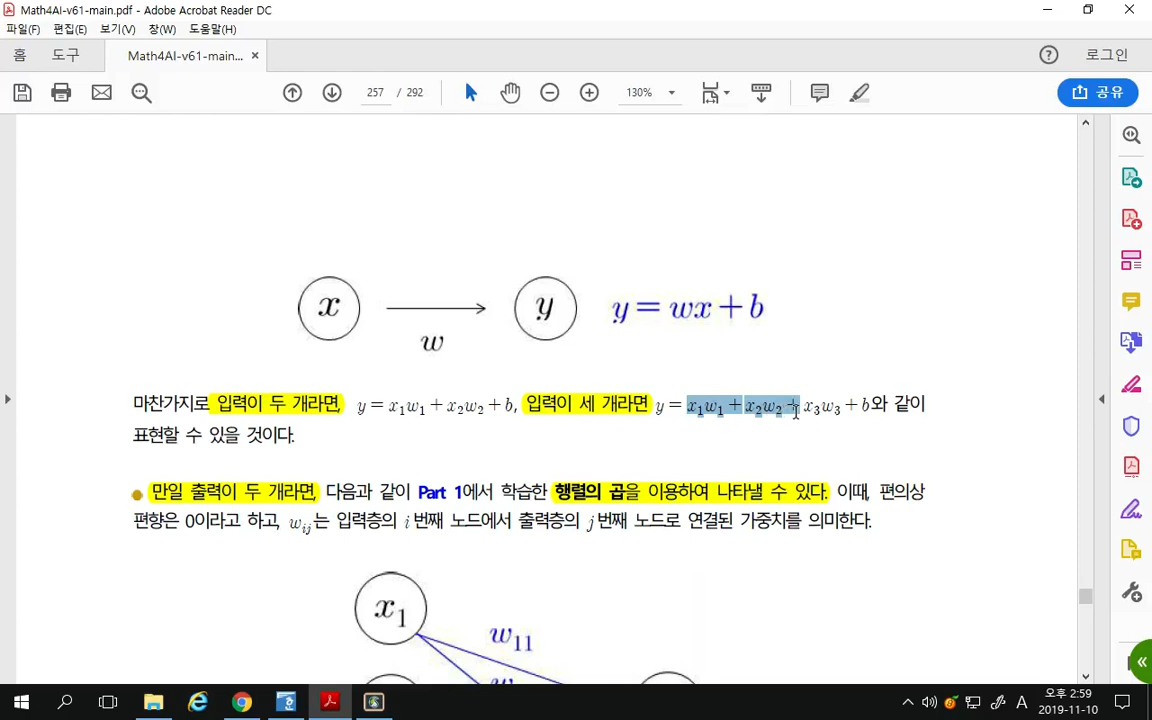 Math4AI-v61-main.pdf - Adobe Acrobat Reader DC
파일(F) 편집(E) 보기(V) 창(W) 도움말(H)
홈 도구 Math4AI-v61-main... × 로그인
257 / 292 130% 공유
x → y y = wx + b
w
마찬가지로 입력이 두 개라면, y = x₁w₁ + x₂w₂ + b, 입력이 세 개라면 y = x₁w₁ + x₂w₂ + x₃w₃ + b와 같이
표현할 수 있을 것이다.
만일 출력이 두 개라면, 다음과 같이 Part 1에서 학습한 행렬의 곱을 이용하여 나타낼 수 있다. 이때, 편의상
편향은 0이라고 하고, wᵢⱼ는 입력층의 i 번째 노드에서 출력층의 j 번째 노드로 연결된 가중치를 의미한다.
x₁
w₁₁
A 오후 2:59
2019-11-10